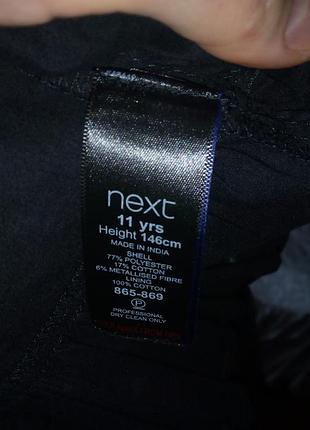 next
11 yrs
Height 146cm
MADE IN INDIA
SHELL
77% POLYESTER
17% COTTON
6% METALLISED FIBRE
LINING
100% COTTON
865-869
P
PROFESSIONAL
DRY CLEAN ONLY